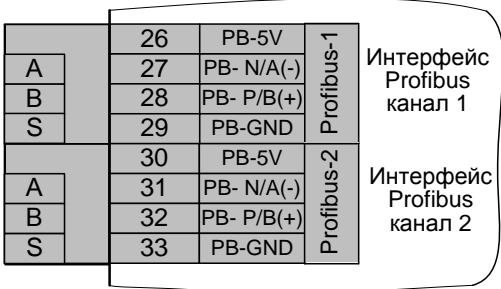 26 PB-5V
A 27 PB- N/A(-)
B 28 PB- P/B(+)
S 29 PB-GND
Profibus-1
Интерфейс
Profibus
канал 1
30 PB-5V
A 31 PB- N/A(-)
B 32 PB- P/B(+)
S 33 PB-GND
Profibus-2
Интерфейс
Profibus
канал 2